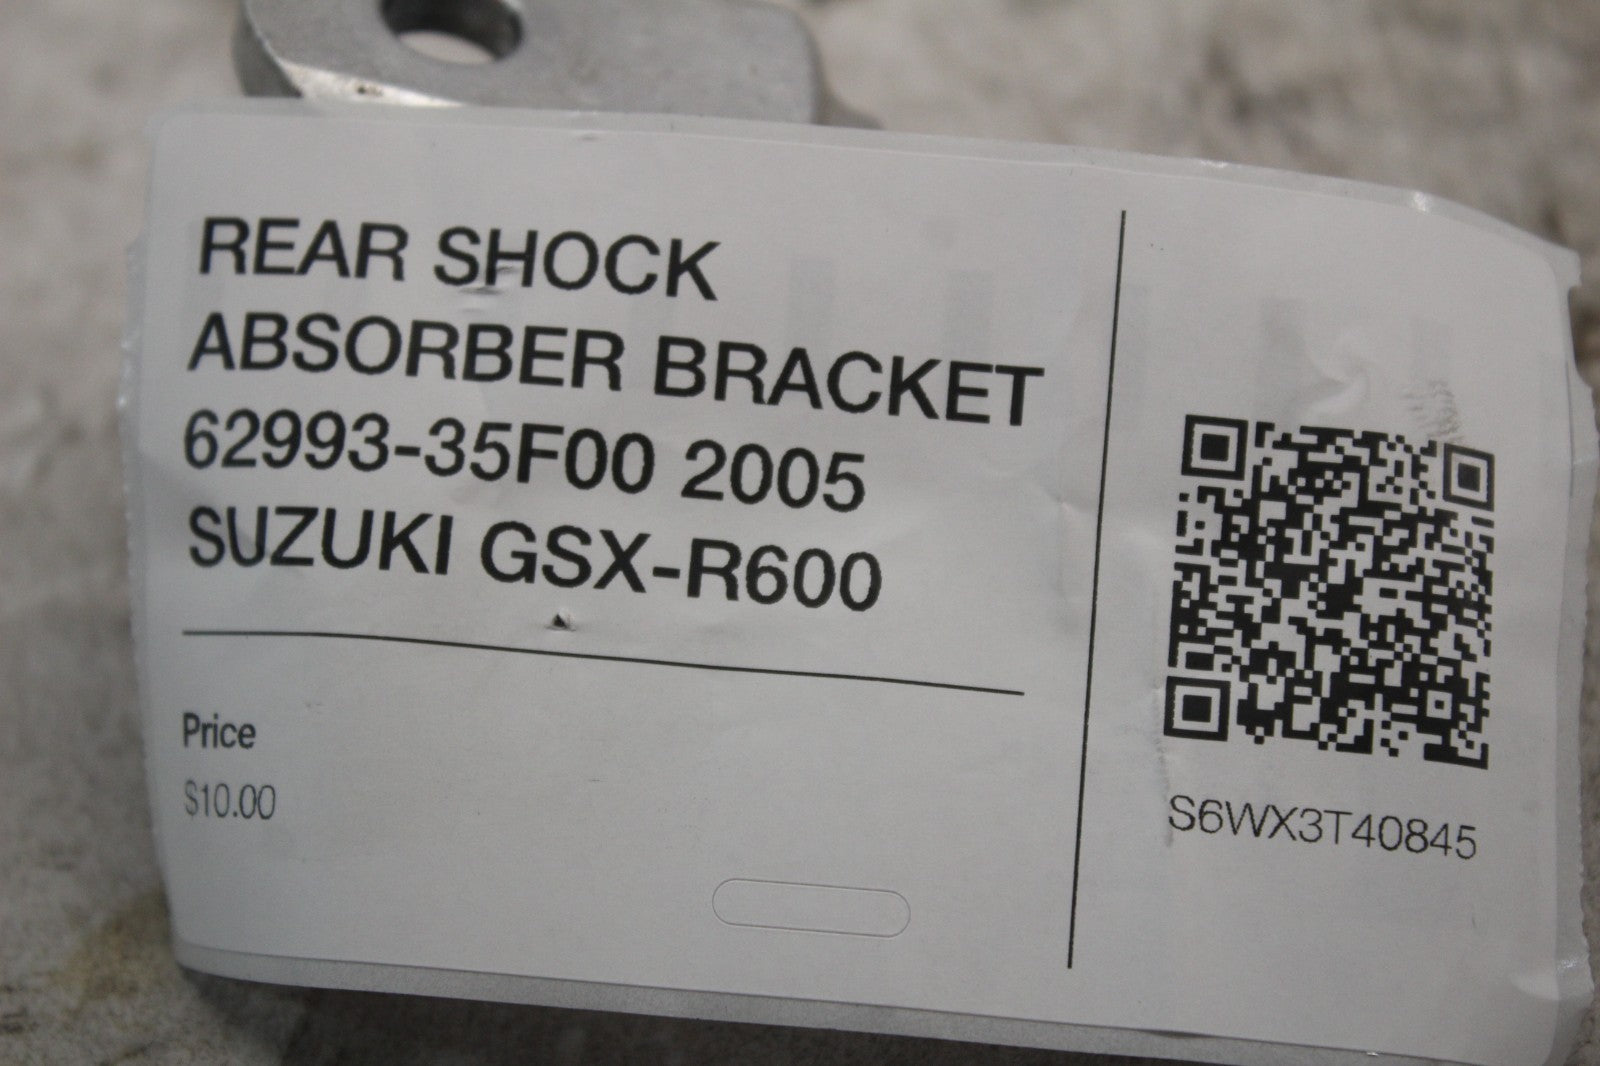 REAR SHOCK
ABSORBER BRACKET
62993-35F00 2005
SUZUKI GSX-R600
Price
$10.00
S6WX3T40845